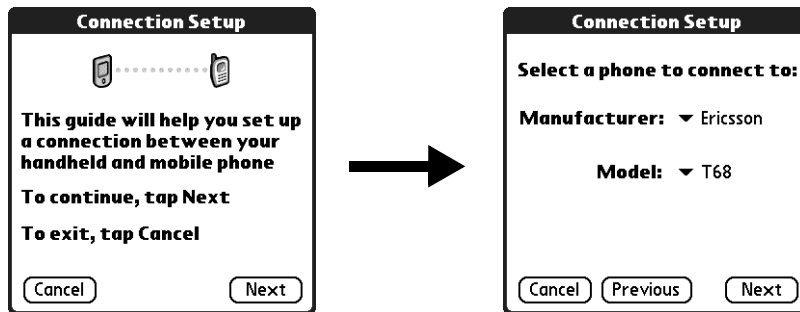 Connection Setup
This guide will help you set up
a connection between your
handheld and mobile phone
To continue, tap Next
To exit, tap Cancel
Cancel Next
Connection Setup
Select a phone to connect to:
Manufacturer: Ericsson
Model: T68
Cancel Previous Next